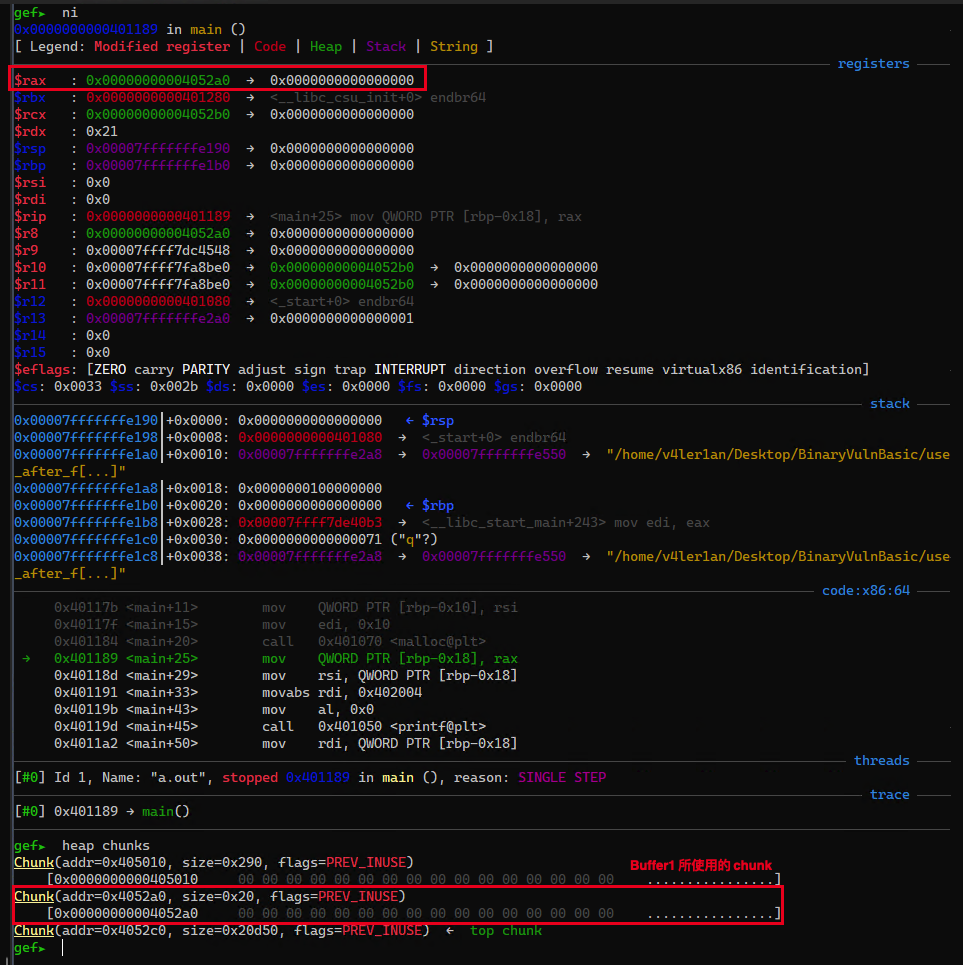 gef➤  ni
0x0000000000401189 in main ()
[ Legend: Modified register | Code | Heap | Stack | String ]
registers
$rax   : 0x00000000004052a0  →  0x0000000000000000
$rbx   : 0x0000000000401280  →  <__libc_csu_init+0> endbr64
$rcx   : 0x00000000004052b0  →  0x0000000000000000
$rdx   : 0x21
$rsp   : 0x00007fffffffe190  →  0x0000000000000000
$rbp   : 0x00007fffffffe1b0  →  0x0000000000000000
$rsi   : 0x0
$rdi   : 0x0
$rip   : 0x0000000000401189  →  <main+25> mov QWORD PTR [rbp-0x18], rax
$r8    : 0x00000000004052a0  →  0x0000000000000000
$r9    : 0x00007ffff7dc4548  →  0x0000000000000000
$r10   : 0x00007ffff7fa8be0  →  0x00000000004052b0  →  0x0000000000000000
$r11   : 0x00007ffff7fa8be0  →  0x00000000004052b0  →  0x0000000000000000
$r12   : 0x0000000000401080  →  <_start+0> endbr64
$r13   : 0x00007fffffffe2a0  →  0x0000000000000001
$r14   : 0x0
$r15   : 0x0
$eflags: [ZERO carry PARITY adjust sign trap INTERRUPT direction overflow resume virtualx86 identification]
$cs: 0x0033 $ss: 0x002b $ds: 0x0000 $es: 0x0000 $fs: 0x0000 $gs: 0x0000
stack
0x00007fffffffe190│+0x0000: 0x0000000000000000   ← $rsp
0x00007fffffffe198│+0x0008: 0x0000000000401080  →  <_start+0> endbr64
0x00007fffffffe1a0│+0x0010: 0x00007fffffffe2a8  →  0x00007fffffffe550  →  "/home/v4ler1an/Desktop/BinaryVulnBasic/use
_after_f[...]"
0x00007fffffffe1a8│+0x0018: 0x0000000100000000
0x00007fffffffe1b0│+0x0020: 0x0000000000000000   ← $rbp
0x00007fffffffe1b8│+0x0028: 0x00007ffff7de40b3  →  <__libc_start_main+243> mov edi, eax
0x00007fffffffe1c0│+0x0030: 0x0000000000000071 ("q"?)
0x00007fffffffe1c8│+0x0038: 0x00007fffffffe2a8  →  0x00007fffffffe550  →  "/home/v4ler1an/Desktop/BinaryVulnBasic/use
_after_f[...]"
code:x86:64
0x40117b <main+11>        mov    QWORD PTR [rbp-0x10], rsi
0x40117f <main+15>        mov    edi, 0x10
0x401184 <main+20>        call   0x401070 <malloc@plt>
→   0x401189 <main+25>        mov    QWORD PTR [rbp-0x18], rax
0x40118d <main+29>        mov    rsi, QWORD PTR [rbp-0x18]
0x401191 <main+33>        movabs rdi, 0x402004
0x40119b <main+43>        mov    al, 0x0
0x40119d <main+45>        call   0x401050 <printf@plt>
0x4011a2 <main+50>        mov    rdi, QWORD PTR [rbp-0x18]
threads
[#0] Id 1, Name: "a.out", stopped 0x401189 in main (), reason: SINGLE STEP
trace
[#0] 0x401189 → main()
gef➤  heap chunks
Chunk(addr=0x405010, size=0x290, flags=PREV_INUSE)
Buffer1 所使用的 chunk
[0x0000000000405010     00 00 00 00 00 00 00 00 00 00 00 00 00 00 00 00    ................]
Chunk(addr=0x4052a0, size=0x20, flags=PREV_INUSE)
[0x00000000004052a0     00 00 00 00 00 00 00 00 00 00 00 00 00 00 00 00    ................]
Chunk(addr=0x4052c0, size=0x20d50, flags=PREV_INUSE)  ←  top chunk
gef➤